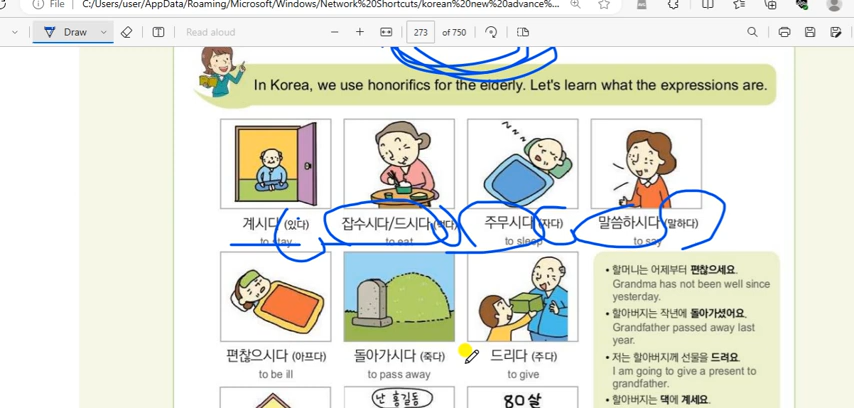 File
C:/Users/user/AppData/Roaming/Microsoft/Windows/Network%20Shortcuts/korean%20new%20advance%...
Draw
Read aloud
273 of 750
In Korea, we use honorifics for the elderly. Let's learn what the expressions are.
계시다 (있다)
to stay
잡수시다/드시다 (먹다)
to eat
주무시다 (자다)
to sleep
말씀하시다 (말하다)
to say
편찮으시다 (아프다)
to be ill
돌아가시다 (죽다)
to pass away
드리다 (주다)
to give
• 할머니는 어제부터 편찮으세요.
Grandma has not been well since
yesterday.
• 할아버지는 작년에 돌아가셨어요.
Grandfather passed away last
year.
• 저는 할아버지께 선물을 드려요.
I am going to give a present to
grandfather.
• 할아버지는 댁에 계세요.
난 홍길동
80살